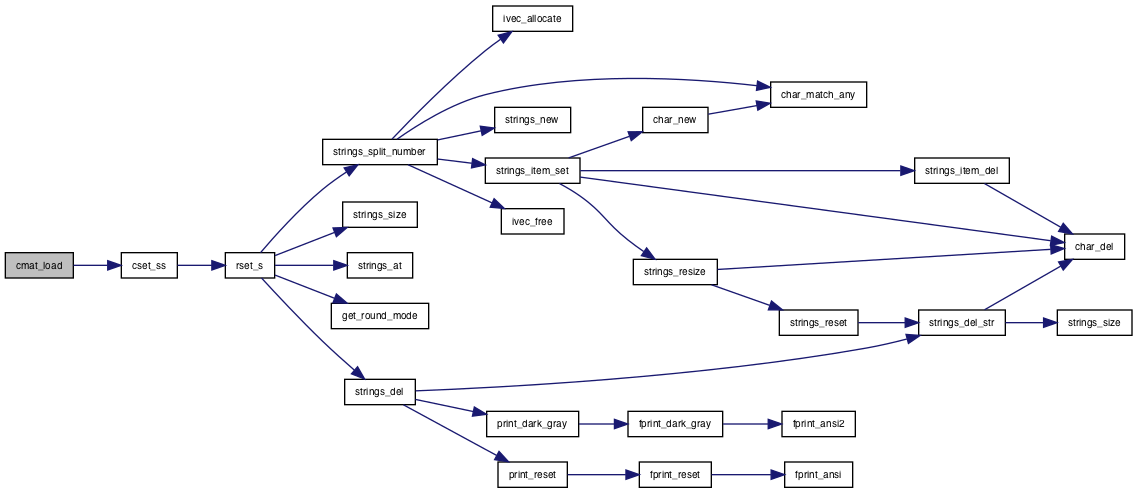 ivec_allocate
char_match_any
strings_new
char_new
strings_split_number
strings_item_set
strings_item_del
strings_size
ivec_free
char_del
cmat_load
cset_ss
rset_s
strings_at
strings_resize
get_round_mode
strings_reset
strings_del_str
strings_size
strings_del
print_dark_gray
fprint_dark_gray
fprint_ansi2
print_reset
fprint_reset
fprint_ansi